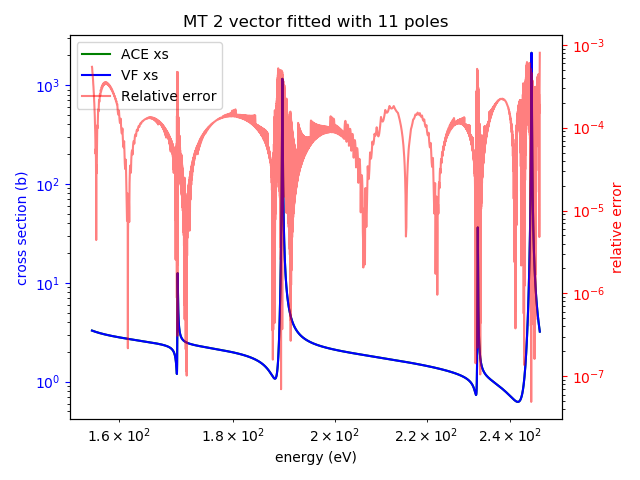 MT 2 vector fitted with 11 poles
ACE xs
VF xs
Relative error
cross section (b)
10³
10²
10¹
10⁰
10⁻³
10⁻⁴
10⁻⁵
10⁻⁶
10⁻⁷
relative error
1.6 × 10² 1.8 × 10² 2 × 10² 2.2 × 10² 2.4 × 10²
energy (eV)